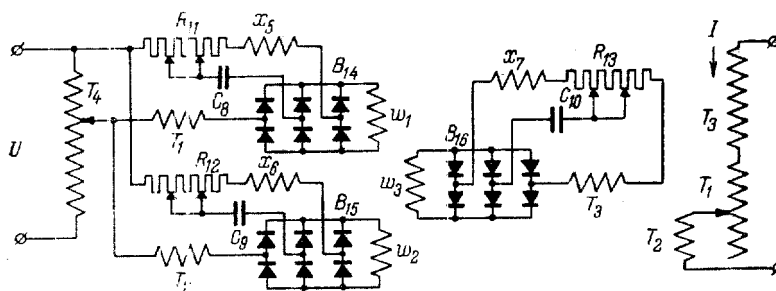 R₁₁
x₅
T₄
C₈
B₁₄
w₁
T₁
U
R₁₂
x₆
C₉
B₁₅
w₂
x₇
R₁₃
C₁₀
B₁₆
w₃
T₃
I
T₃
T₁
T₂